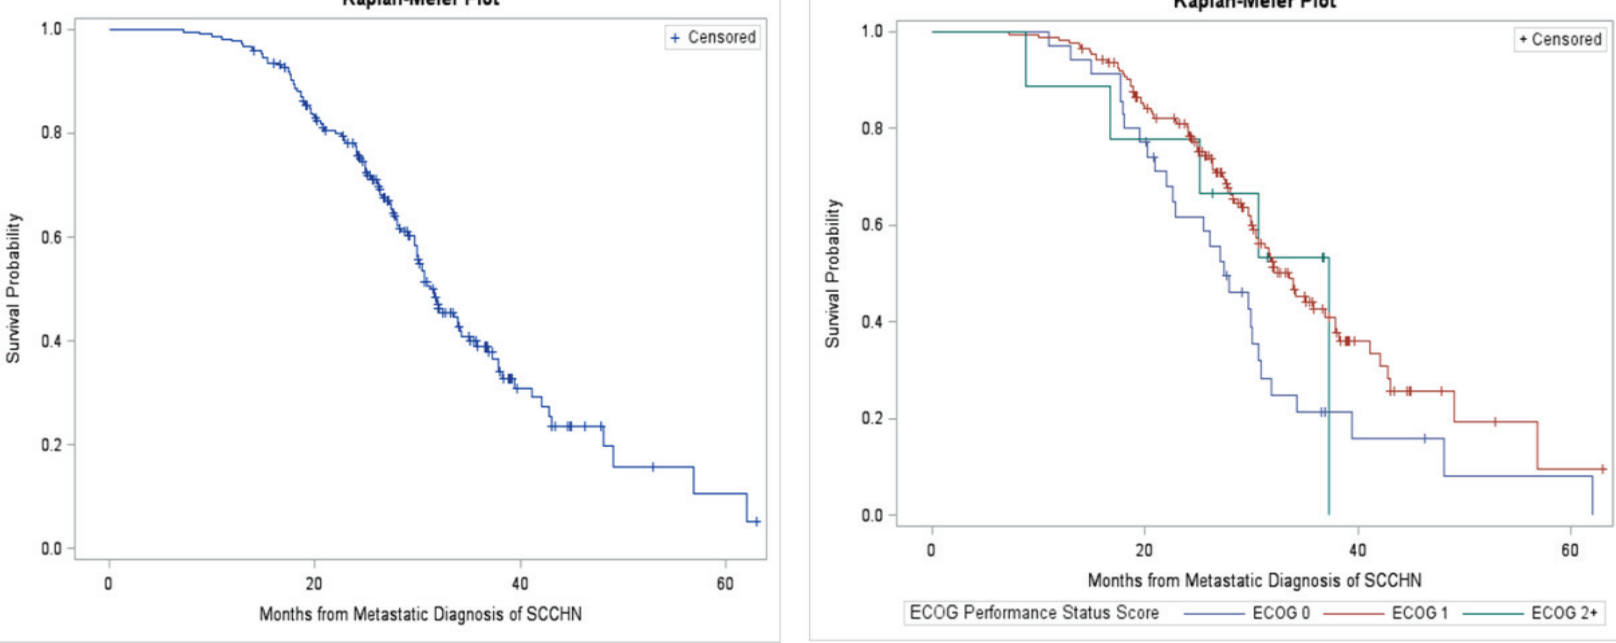 Kaplan-Meier Plot
+ Censored
1.0
0.8
0.6
0.4
0.2
0.0
Survival Probability
0 20 40 60
Months from Metastatic Diagnosis of SCCHN
Kaplan-Meier Plot
+ Censored
1.0
0.8
0.6
0.4
0.2
0.0
Survival Probability
0 20 40 60
Months from Metastatic Diagnosis of SCCHN
ECOG Performance Status Score ECOG 0 ECOG 1 ECOG 2+